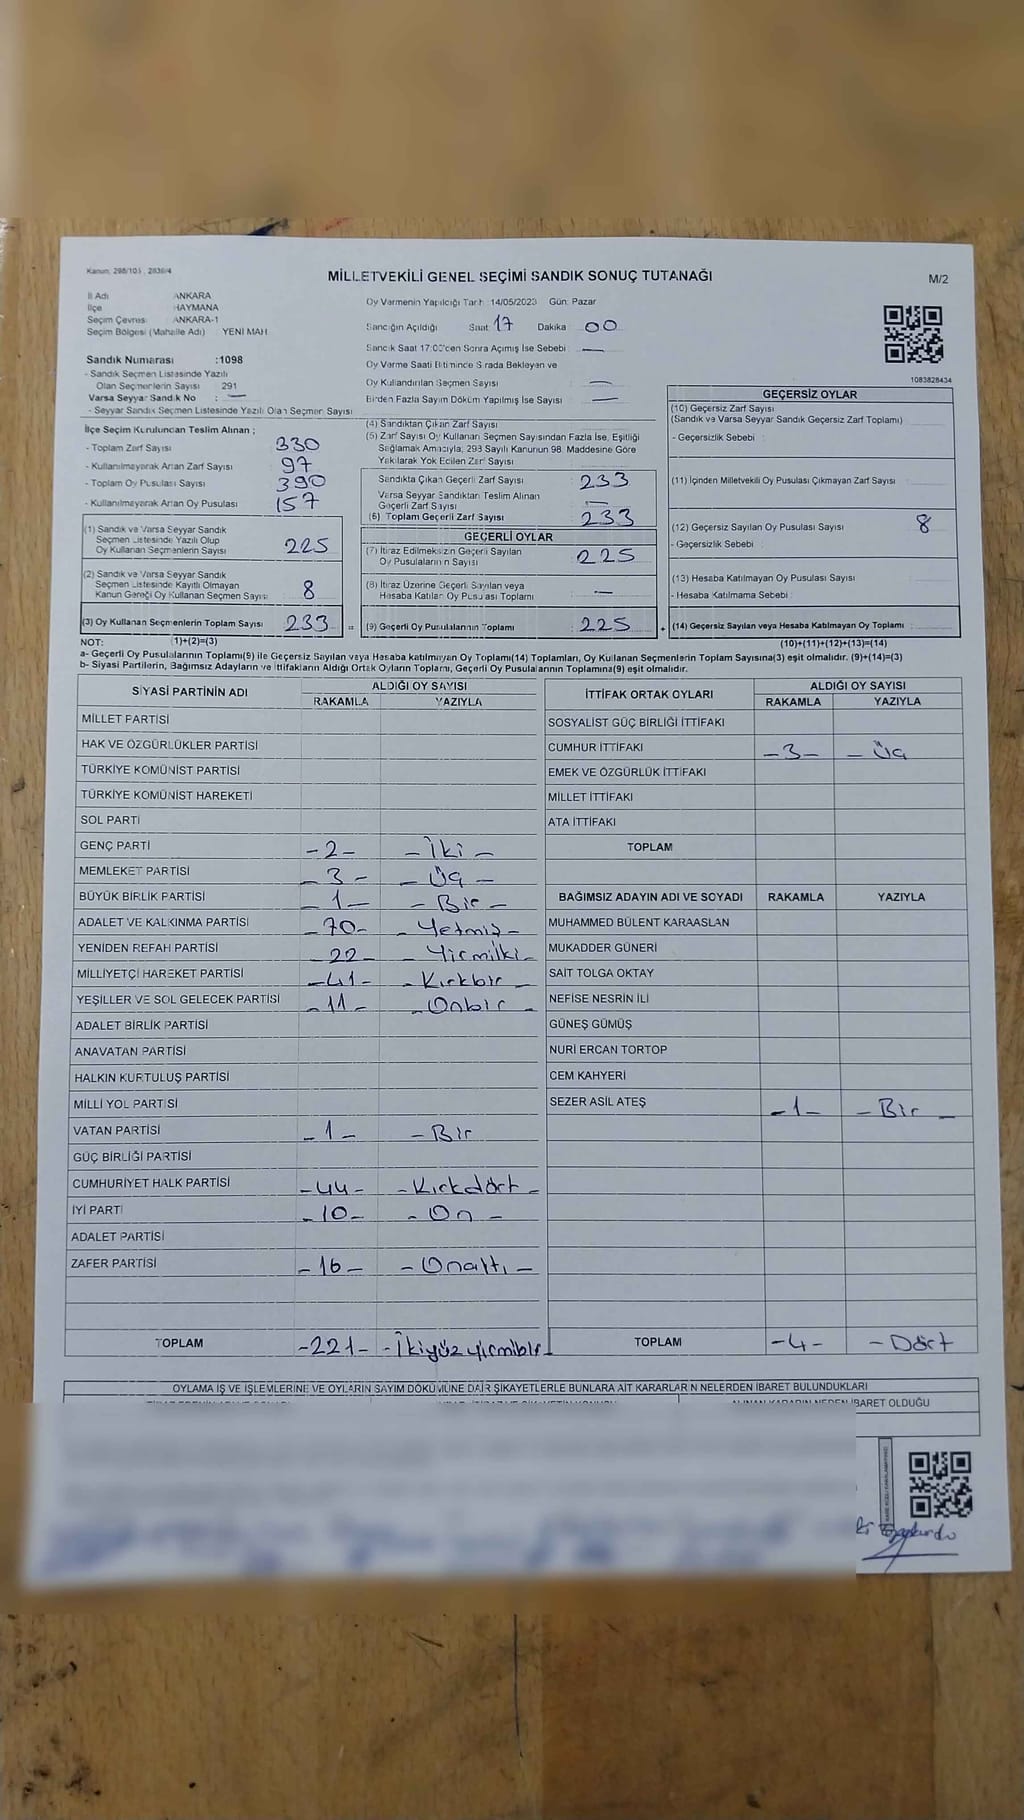 Kanun: 298/105, 2839/4
MİLLETVEKİLİ GENEL SEÇİMİ SANDIK SONUÇ TUTANAĞI
M/2
İl Adı ANKARA
İlçe HAYMANA
Seçim Çevresi ANKARA-1
Seçim Bölgesi (Mahalle Adı) YENİ MAH
Sandık Numarası :1098
- Sandık Seçmen Listesinde Yazılı
Olan Seçmenlerin Sayısı 291
Varsa Seyyar Sandık No —
- Seyyar Sandık Seçmen Listesinde Yazılı Olan Seçmen Sayısı
Oy Vermenin Yapıldığı Tarih :14/05/2023 Gün: Pazar
Sandığın Açıldığı Saat 17 Dakika 00
Sandık Saat 17:00'den Sonra Açımış İse Sebebi —
Oy Verme Saati Bitiminde Sırada Bekleyen ve
Oy Kullandırılan Seçmen Sayısı —
Birden Fazla Sayım Döküm Yapılmış İse Sayısı —
1083828434
İlçe Seçim Kurulundan Teslim Alınan ;
- Toplam Zarf Sayısı 330
- Kullanılmayarak Artan Zarf Sayısı 97
- Toplam Oy Pusulası Sayısı 390
- Kullanılmayarak Artan Oy Pusulası 157
(1) Sandık ve Varsa Seyyar Sandık
Seçmen Listesinde Yazılı Olup
Oy Kullanan Seçmenlerin Sayısı 225
(2) Sandık ve Varsa Seyyar Sandık
Seçmen Listesinde Kayıtlı Olmayan
Kanun Gereği Oy Kullanan Seçmen Sayısı 8
(3) Oy Kullanan Seçmenlerin Toplam Sayısı 233 =
(4) Sandıktan Çıkan Zarf Sayısı
(5) Zarf Sayısı Oy Kullanan Seçmen Sayısından Fazla İse, Eşitliği
Sağlamak Amacıyla, 298 Sayılı Kanunun 98. Maddesine Göre
Yakılarak Yok Edilen Zarf Sayısı
Sandıkta Çıkan Geçerli Zarf Sayısı 233
Varsa Seyyar Sandıktan Teslim Alınan
Geçerli Zarf Sayısı —
(6) Toplam Geçerli Zarf Sayısı 233
GEÇERLİ OYLAR
(7) İtiraz Edilmeksizin Geçerli Sayılan
Oy Pusulalarının Sayısı 225
(8) İtiraz Üzerine Geçerli Sayılan veya
Hesaba Katılan Oy Pusulası Toplamı —
(9) Geçerli Oy Pusulalarının Toplamı 225 +
GEÇERSİZ OYLAR
(10) Geçersiz Zarf Sayısı
(Sandık ve Varsa Seyyar Sandık Geçersiz Zarf Toplamı)
- Geçersizlik Sebebi :
(11) İçinden Milletvekili Oy Pusulası Çıkmayan Zarf Sayısı
(12) Geçersiz Sayılan Oy Pusulası Sayısı 8
- Geçersizlik Sebebi :
(13) Hesaba Katılmayan Oy Pusulası Sayısı
- Hesaba Katılmama Sebebi :
(14) Geçersiz Sayılan veya Hesaba Katılmayan Oy Toplamı :
NOT: (1)+(2)=(3) (10)+(11)+(12)+(13)=(14)
a- Geçerli Oy Pusulalarının Toplamı(9) ile Geçersiz Sayılan veya Hesaba katılmayan Oy Toplamı(14) Toplamları, Oy Kullanan Seçmenlerin Toplam Sayısına(3) eşit olmalıdır. (9)+(14)=(3)
b- Siyasi Partilerin, Bağımsız Adayların ve İttifakların Aldığı Ortak Oyların Toplamı, Geçerli Oy Pusulalarının Toplamına(9) eşit olmalıdır.
SİYASİ PARTİNİN ADI ALDIĞI OY SAYISI
RAKAMLA YAZIYLA
MİLLET PARTİSİ
HAK VE ÖZGÜRLÜKLER PARTİSİ
TÜRKİYE KOMÜNİST PARTİSİ
TÜRKİYE KOMÜNİST HAREKETİ
SOL PARTİ
GENÇ PARTİ -2- -İki-
MEMLEKET PARTİSİ -3- -Üç-
BÜYÜK BİRLİK PARTİSİ -1- -Bir-
ADALET VE KALKINMA PARTİSİ -70- -Yetmiş-
YENİDEN REFAH PARTİSİ -22- -Yirmiiki-
MİLLİYETÇİ HAREKET PARTİSİ -41- -Kırkbir-
YEŞİLLER VE SOL GELECEK PARTİSİ -11- -Onbir-
ADALET BİRLİK PARTİSİ
ANAVATAN PARTİSİ
HALKIN KURTULUŞ PARTİSİ
MİLLİ YOL PARTİSİ
VATAN PARTİSİ -1- -Bir
GÜÇ BİRLİĞİ PARTİSİ
CUMHURİYET HALK PARTİSİ -44- -Kırkdört-
İYİ PARTİ -10- -On-
ADALET PARTİSİ
ZAFER PARTİSİ -16- -Onaltı-
TOPLAM -221- -İkiyüzyirmibir-
İTTİFAK ORTAK OYLARI ALDIĞI OY SAYISI
RAKAMLA YAZIYLA
SOSYALİST GÜÇ BİRLİĞİ İTTİFAKI
CUMHUR İTTİFAKI -3- -Üç
EMEK VE ÖZGÜRLÜK İTTİFAKI
MİLLET İTTİFAKI
ATA İTTİFAKI
TOPLAM
BAĞIMSIZ ADAYIN ADI VE SOYADI RAKAMLA YAZIYLA
MUHAMMED BÜLENT KARAASLAN
MUKADDER GÜNERİ
SAİT TOLGA OKTAY
NEFİSE NESRİN İLİ
GÜNEŞ GÜMÜŞ
NURİ ERCAN TORTOP
CEM KAHYERİ
SEZER ASİL ATEŞ -1- -Bir-
TOPLAM -4- -Dört
OYLAMA İŞ VE İŞLEMLERİNE VE OYLARIN SAYIM DÖKÜMÜNE DAİR ŞİKAYETLERLE BUNLARA AİT KARARLARIN NELERDEN İBARET BULUNDUKLARI
ALINAN KARARIN NEDEN İBARET OLDUĞU